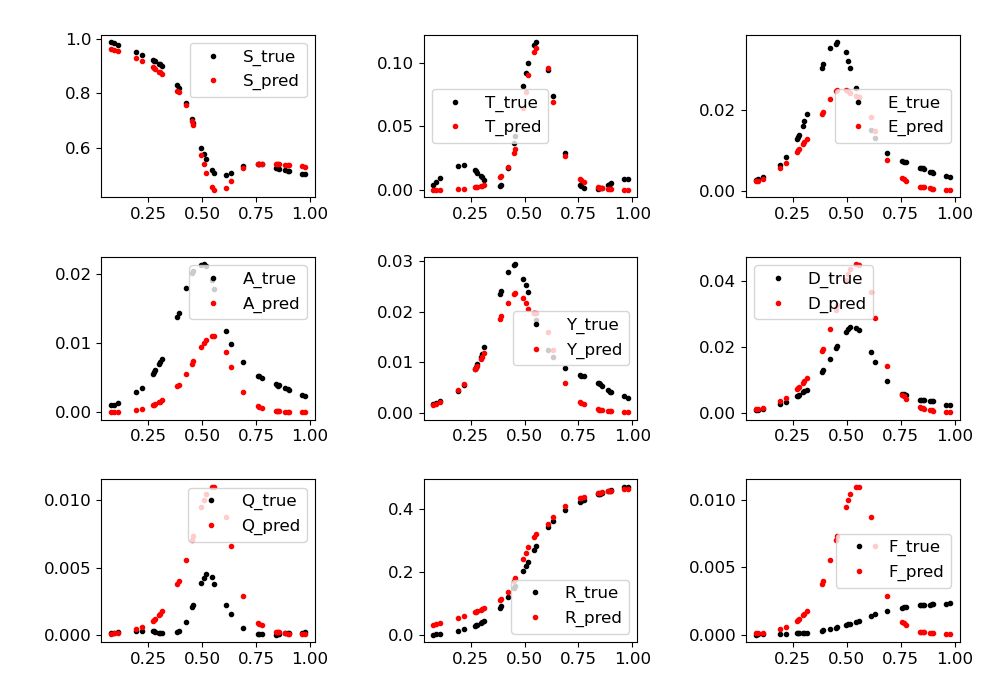 1.0
0.8
0.6
0.25 0.50 0.75 1.00
S_true
S_pred
0.10
0.05
0.00
0.25 0.50 0.75 1.00
T_true
T_pred
0.02
0.00
0.25 0.50 0.75 1.00
E_true
E_pred
0.02
0.01
0.00
0.25 0.50 0.75 1.00
A_true
A_pred
0.03
0.02
0.01
0.00
0.25 0.50 0.75 1.00
Y_true
Y_pred
0.04
0.02
0.00
0.25 0.50 0.75 1.00
D_true
D_pred
0.010
0.005
0.000
0.25 0.50 0.75 1.00
Q_true
Q_pred
0.4
0.2
0.0
0.25 0.50 0.75 1.00
R_true
R_pred
0.010
0.005
0.000
0.25 0.50 0.75 1.00
F_true
F_pred